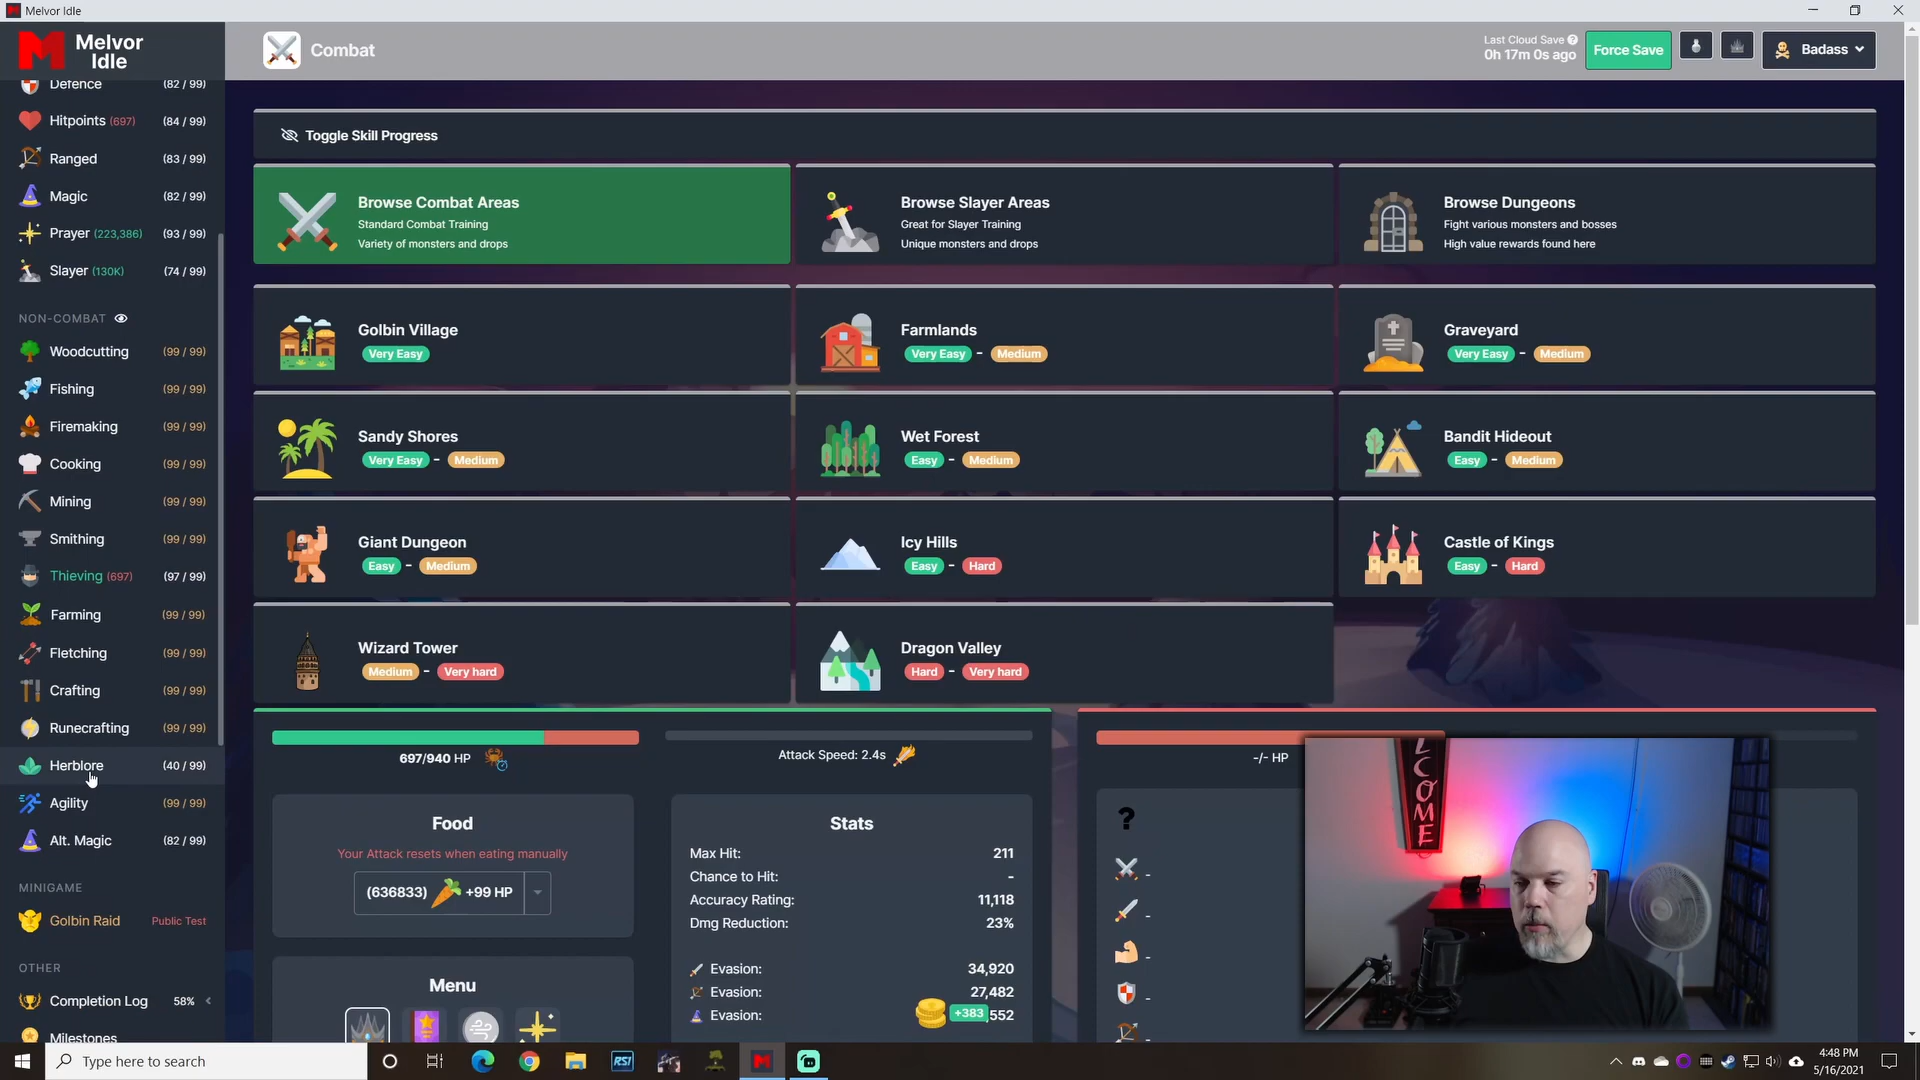 Melvor Idle
Melvor
Idle
Combat
Last Cloud Save
0h 17m 0s ago
Force Save
Badass
Defence (82 / 99)
Hitpoints (697) (84 / 99)
Ranged (83 / 99)
Magic (82 / 99)
Prayer (223,386) (93 / 99)
Slayer (130K) (74 / 99)
NON-COMBAT
Woodcutting (99 / 99)
Fishing (99 / 99)
Firemaking (99 / 99)
Cooking (99 / 99)
Mining (99 / 99)
Smithing (99 / 99)
Thieving (697) (97 / 99)
Farming (99 / 99)
Fletching (99 / 99)
Crafting (99 / 99)
Runecrafting (99 / 99)
Herblore (40 / 99)
Agility (99 / 99)
Alt. Magic (82 / 99)
MINIGAME
Golbin Raid Public Test
OTHER
Completion Log 58%
Milestones
Toggle Skill Progress
Browse Combat Areas
Standard Combat Training
Variety of monsters and drops
Browse Slayer Areas
Great for Slayer Training
Unique monsters and drops
Browse Dungeons
Fight various monsters and bosses
High value rewards found here
Golbin Village
Very Easy
Farmlands
Very Easy - Medium
Graveyard
Very Easy - Medium
Sandy Shores
Very Easy - Medium
Wet Forest
Easy - Medium
Bandit Hideout
Easy - Medium
Giant Dungeon
Easy - Medium
Icy Hills
Easy - Hard
Castle of Kings
Easy - Hard
Wizard Tower
Medium - Very hard
Dragon Valley
Hard - Very hard
697/940 HP
Attack Speed: 2.4s
-/- HP
Food
Your Attack resets when eating manually
(636833) +99 HP
Menu
Stats
Max Hit: 211
Chance to Hit: -
Accuracy Rating: 11,118
Dmg Reduction: 23%
Evasion: 34,920
Evasion: 27,482
Evasion: +383 ,552
?
-
-
-
-
-
LCOME
Type here to search
RSI
4:48 PM
5/16/2021